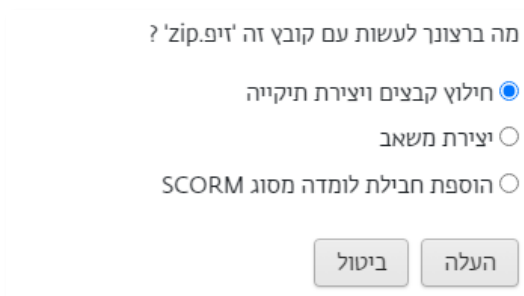 מה ברצונך לעשות עם קובץ זה 'זיפ.zip' ?
חילוץ קבצים ויצירת תיקייה
יצירת משאב
הוספת חבילת לומדה מסוג SCORM
העלה ביטול